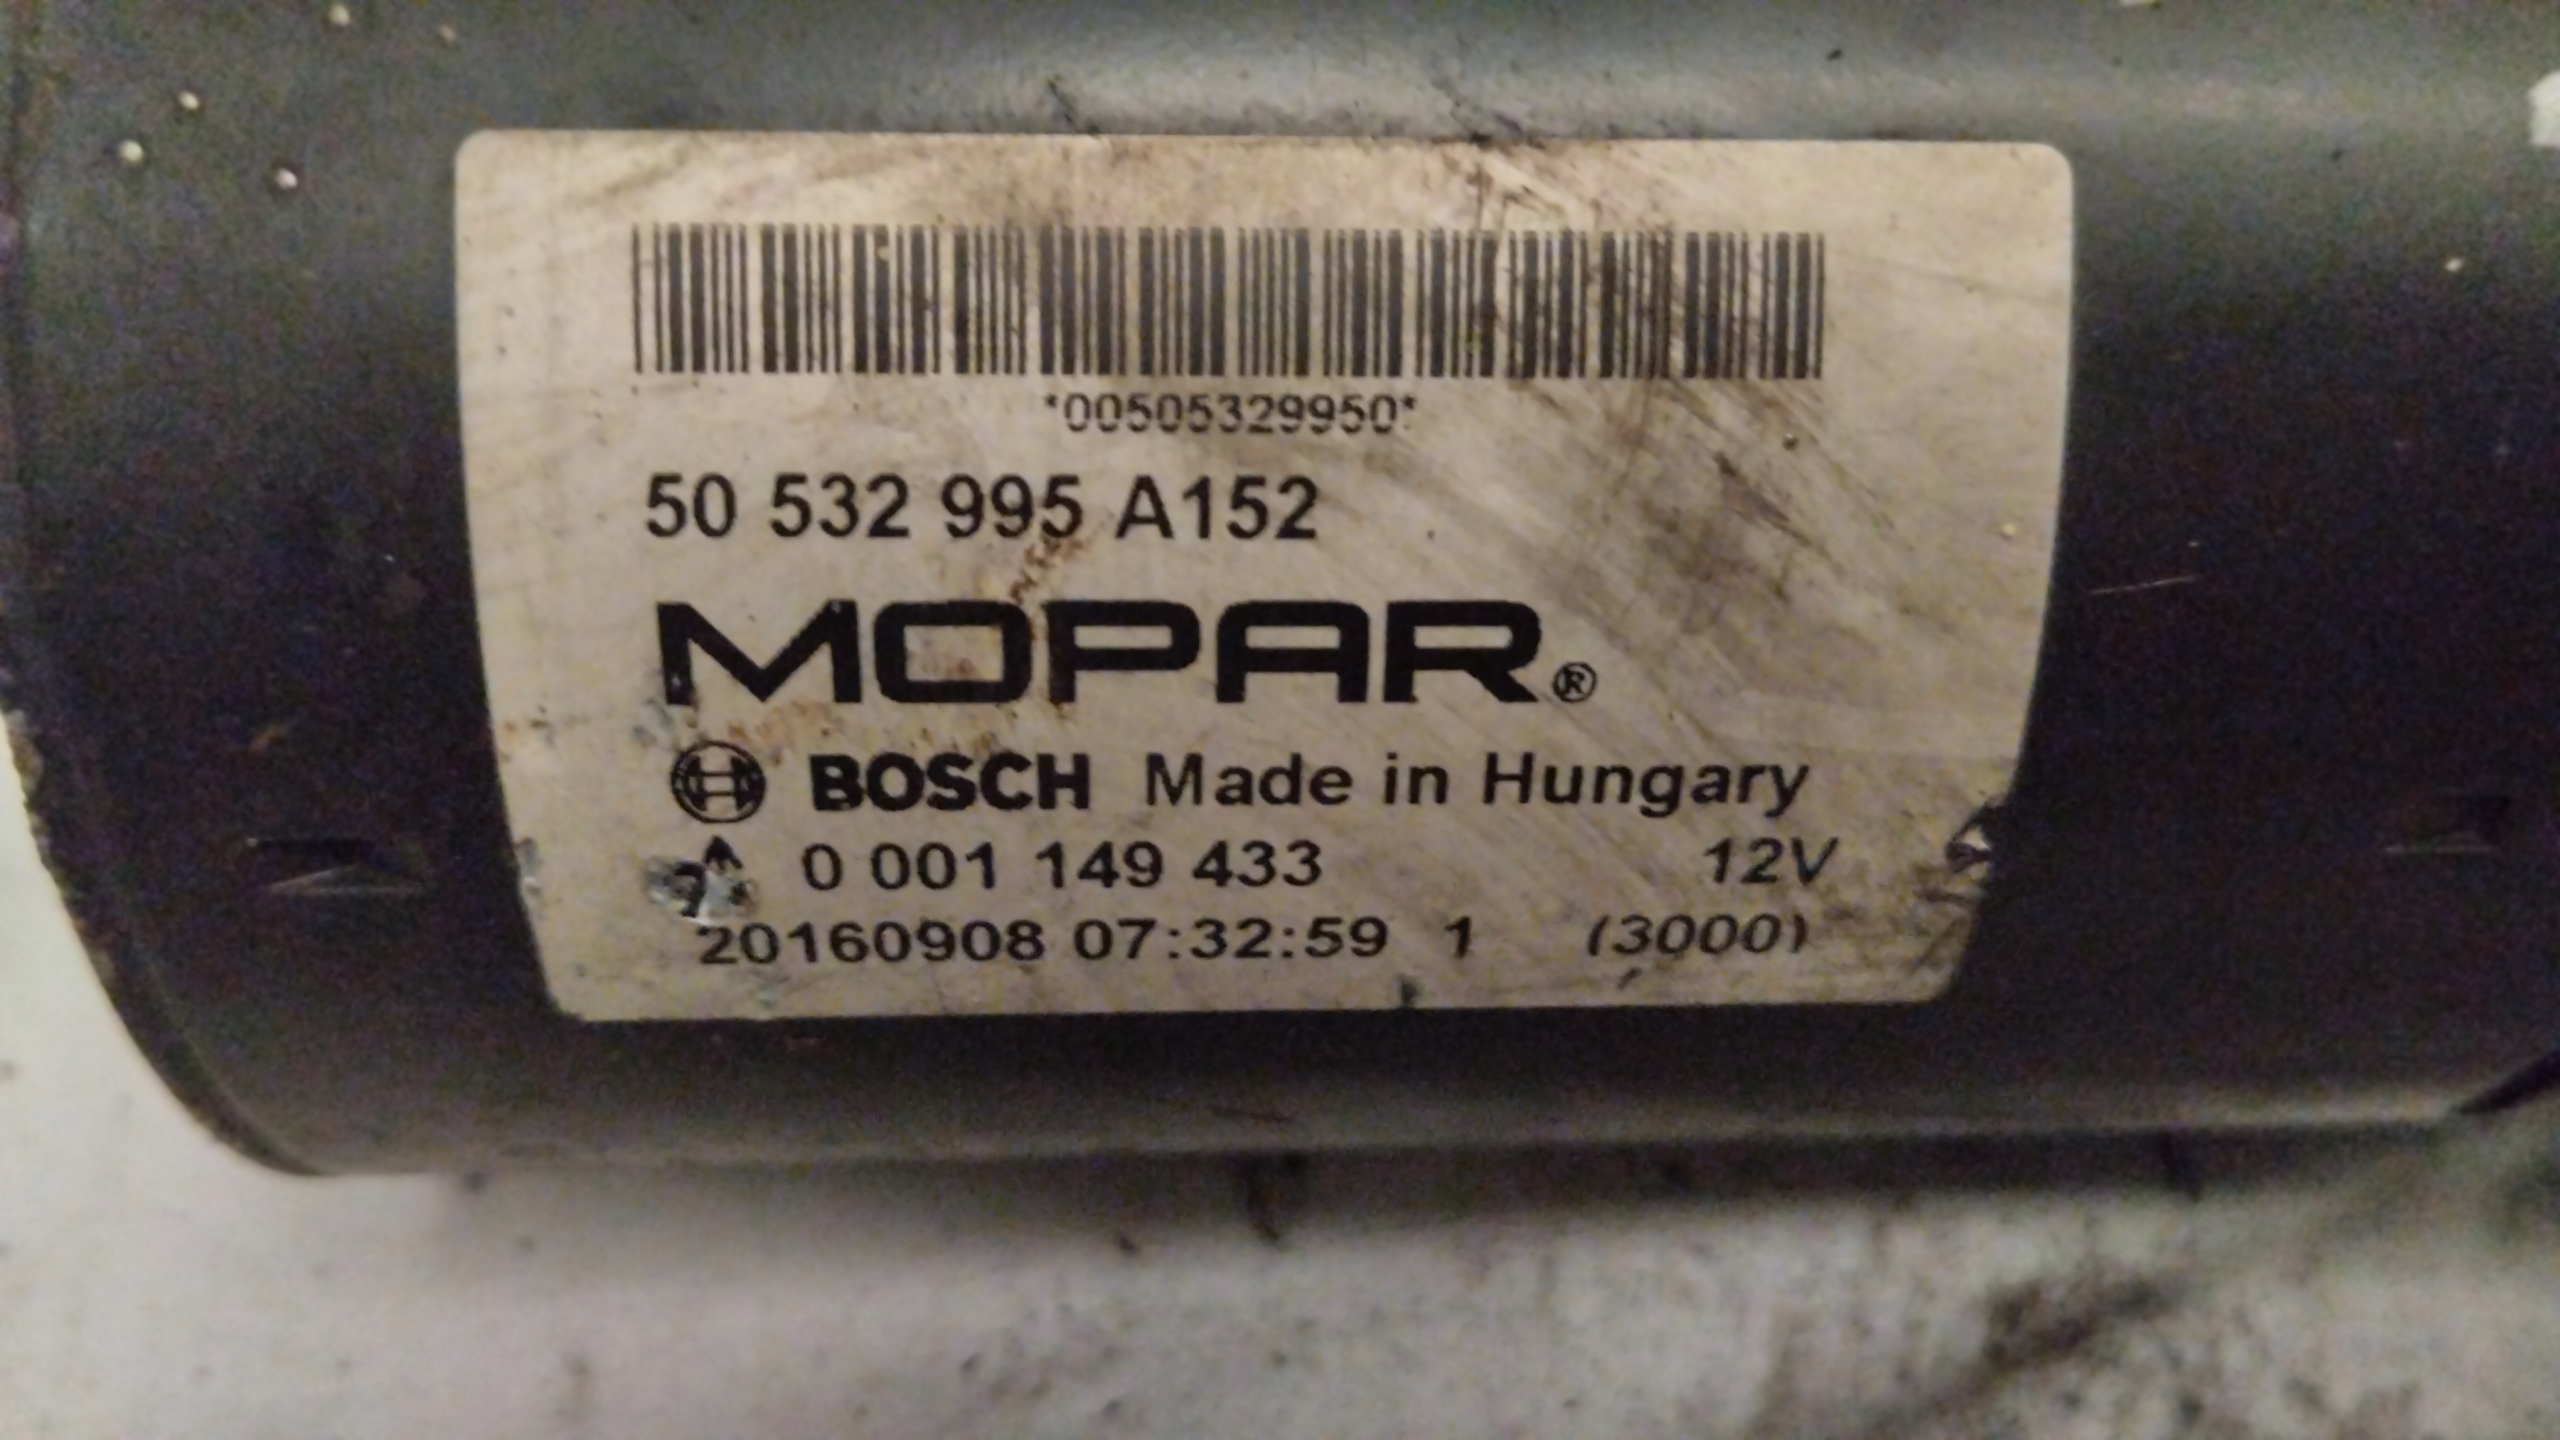 *00505329950*
50 532 995 A152
MOPAR®
BOSCH Made in Hungary
0 001 149 433 12V
20160908 07:32:59 1 (3000)